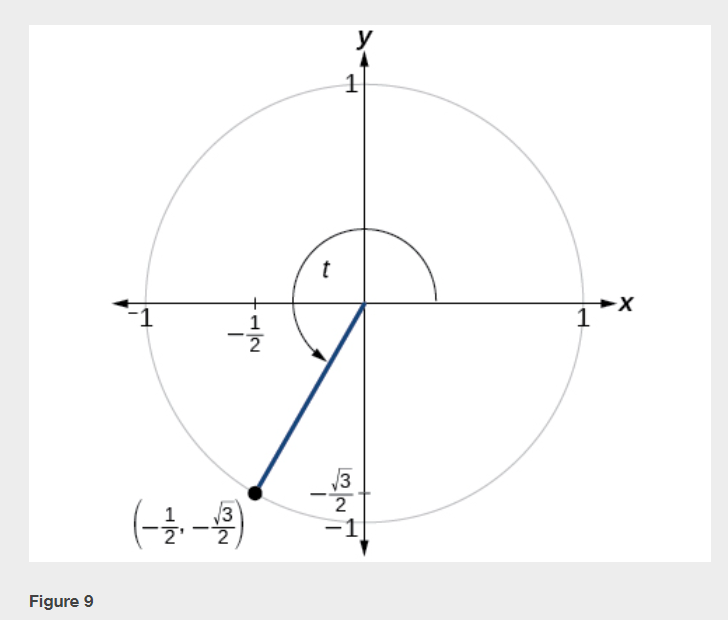 y
1
t
x
−1
−1/2
1
−√3/2
(−1/2, −√3/2)
−1
Figure 9